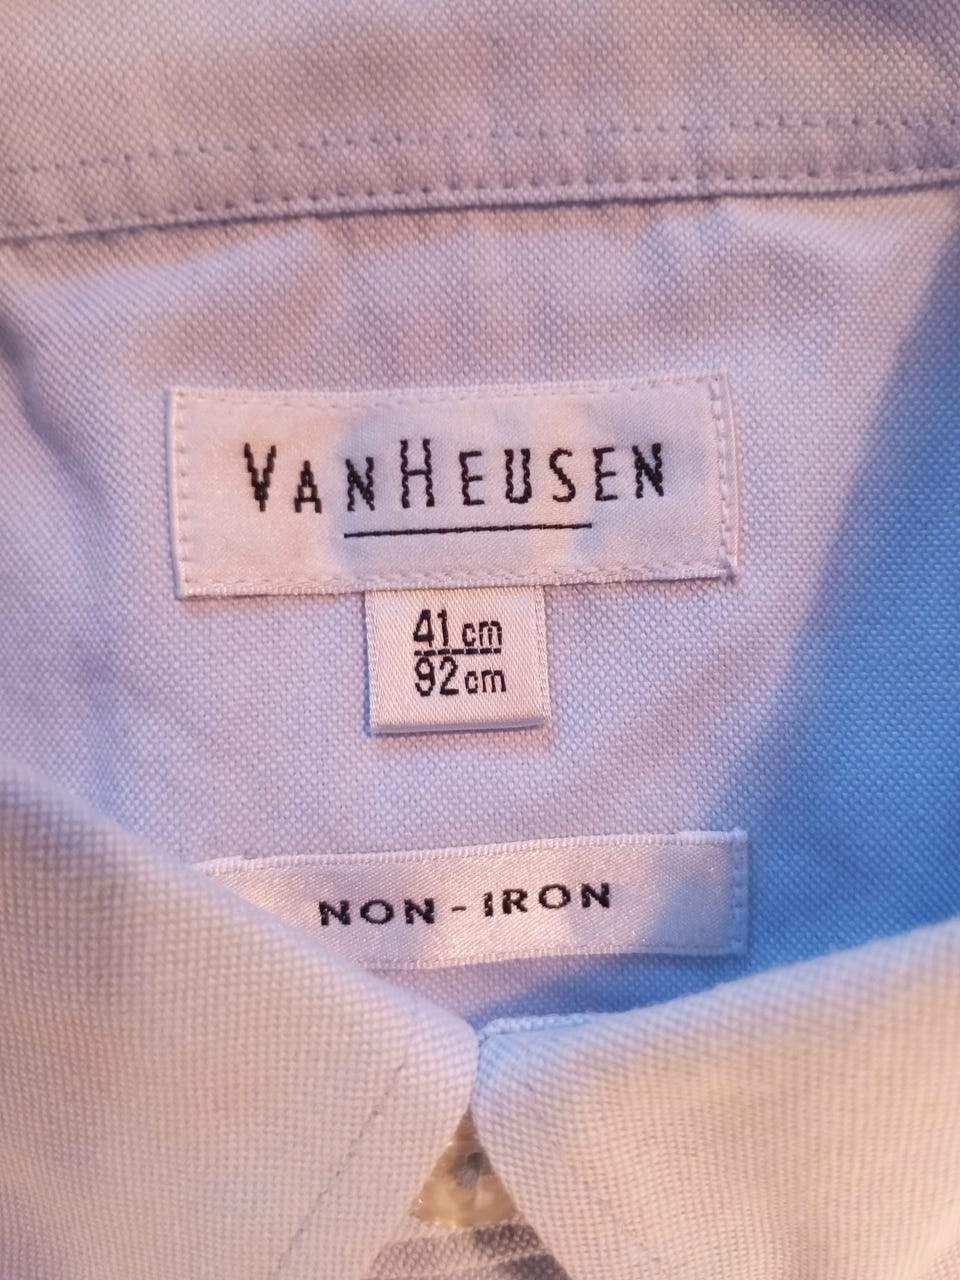 VANHEUSEN
41cm
92cm
NON-IRON